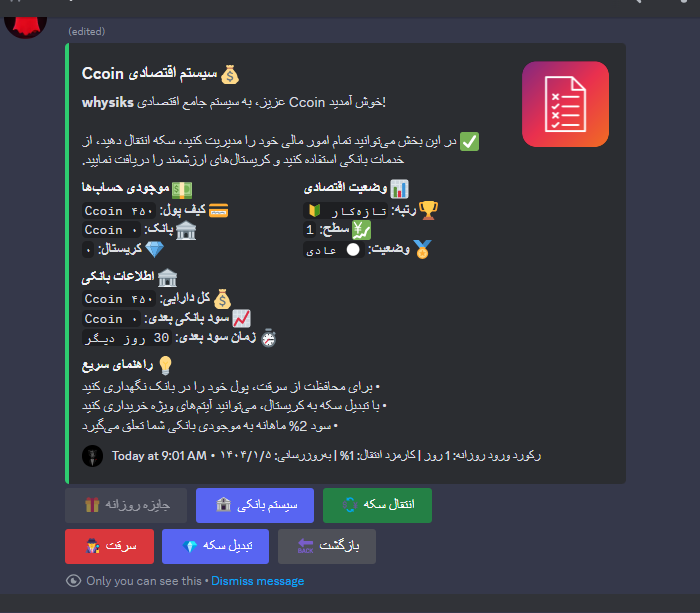 (edited)
💰 سیستم اقتصادی Ccoin
whysiks عزیز، به سیستم جامع اقتصادی Ccoin خوش آمدید!
✅ در این بخش می‌توانید تمام امور مالی خود را مدیریت کنید، سکه انتقال دهید، از
خدمات بانکی استفاده کنید و کریستال‌های ارزشمند را دریافت نمایید.
📊 وضعیت اقتصادی
🏆 رتبه: تازه‌کار 🔰
💹 سطح: 1
🏅 وضعیت: ⚪ عادی
💵 موجودی حساب‌ها
💳 کیف پول: ۴۵۰ Ccoin
🏦 بانک: ۰ Ccoin
💎 کریستال: ۰
🏦 اطلاعات بانکی
💰 کل دارایی: ۴۵۰ Ccoin
📈 سود بانکی بعدی: ۰ Ccoin
⏱️ زمان سود بعدی: 30 روز دیگر
💡 راهنمای سریع
• برای محافظت از سرقت، پول خود را در بانک نگهداری کنید
• با تبدیل سکه به کریستال، می‌توانید آیتم‌های ویژه خریداری کنید
• سود 2% ماهانه به موجودی بانکی شما تعلق می‌گیرد
رکورد ورود روزانه: 1 روز | کارمزد انتقال: 1% | به‌روزرسانی: ۱۴۰۴/۱/۵ • Today at 9:01 AM
انتقال سکه
سیستم بانکی 🏦
جایزه روزانه 🎁
بازگشت 🔙
تبدیل سکه 💎
سرقت
Only you can see this • Dismiss message